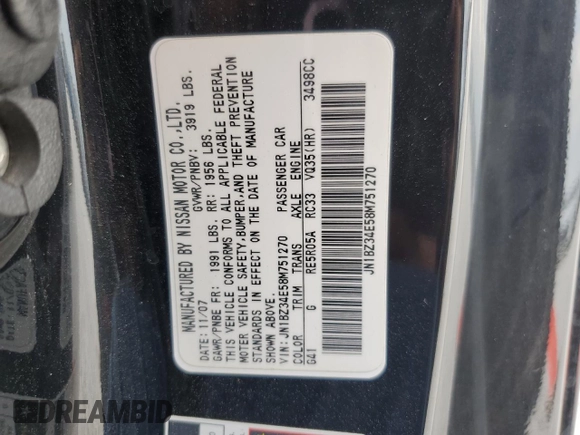 MANUFACTURED BY NISSAN MOTOR CO.,LTD.
DATE: 11/07 GVWR/PNBV: 3919 LBS.
GAWR/PNBE FR: 1991 LBS. RR: 1956 LBS.
THIS VEHICLE CONFORMS TO ALL APPLICABLE FEDERAL
MOTOR VEHICLE SAFETY,BUMPER,AND THEFT PREVENTION
STANDARDS IN EFFECT ON THE DATE OF MANUFACTURE
SHOWN ABOVE.
VIN:JN1BZ34E58M751270 PASSENGER CAR
COLOR TRIM TRANS AXLE ENGINE
G41 G RE5R05A RC33 VQ35(HR) 3498CC
JN1BZ34E58M751270
DREAMBID